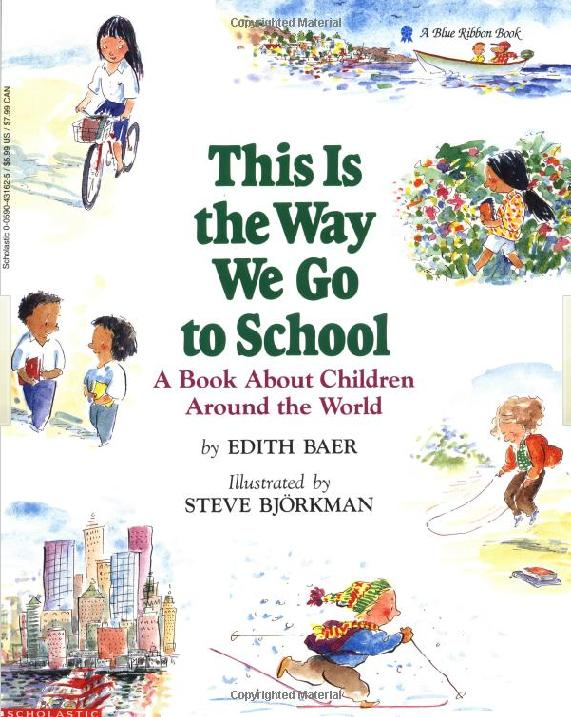 Copyrighted Material
A Blue Ribbon Book
Scholastic 0-0590-43162-5 / $5.99 US / $7.99 CAN
This Is
the Way
We Go
to School
A Book About Children
Around the World
by EDITH BAER
Illustrated by
STEVE BJÖRKMAN
Copyrighted Material
SCHOLASTIC